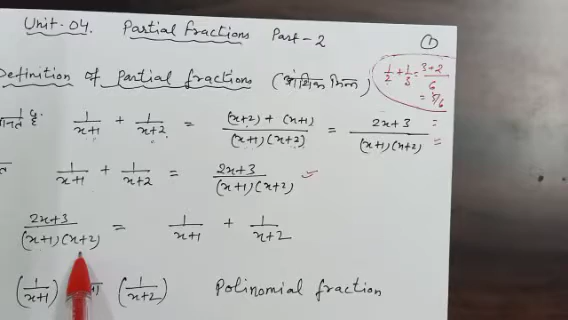 Unit-04. Partial fractions Part-2 (1)
Definition of Partial fractions (आंशिक भिन्न)
1/2 + 1/3 = 3+2/6
= 5/6
मानते हैं 1/(x+1) + 1/(x+2) = ((x+2) + (x+1))/((x+1)(x+2)) = (2x+3)/((x+1)(x+2)) =
1/(x+1) + 1/(x+2) = (2x+3)/((x+1)(x+2))
(2x+3)/((x+1)(x+2)) = 1/(x+1) + 1/(x+2)
(1/(x+1)) (1/(x+2)) Polinomial fraction